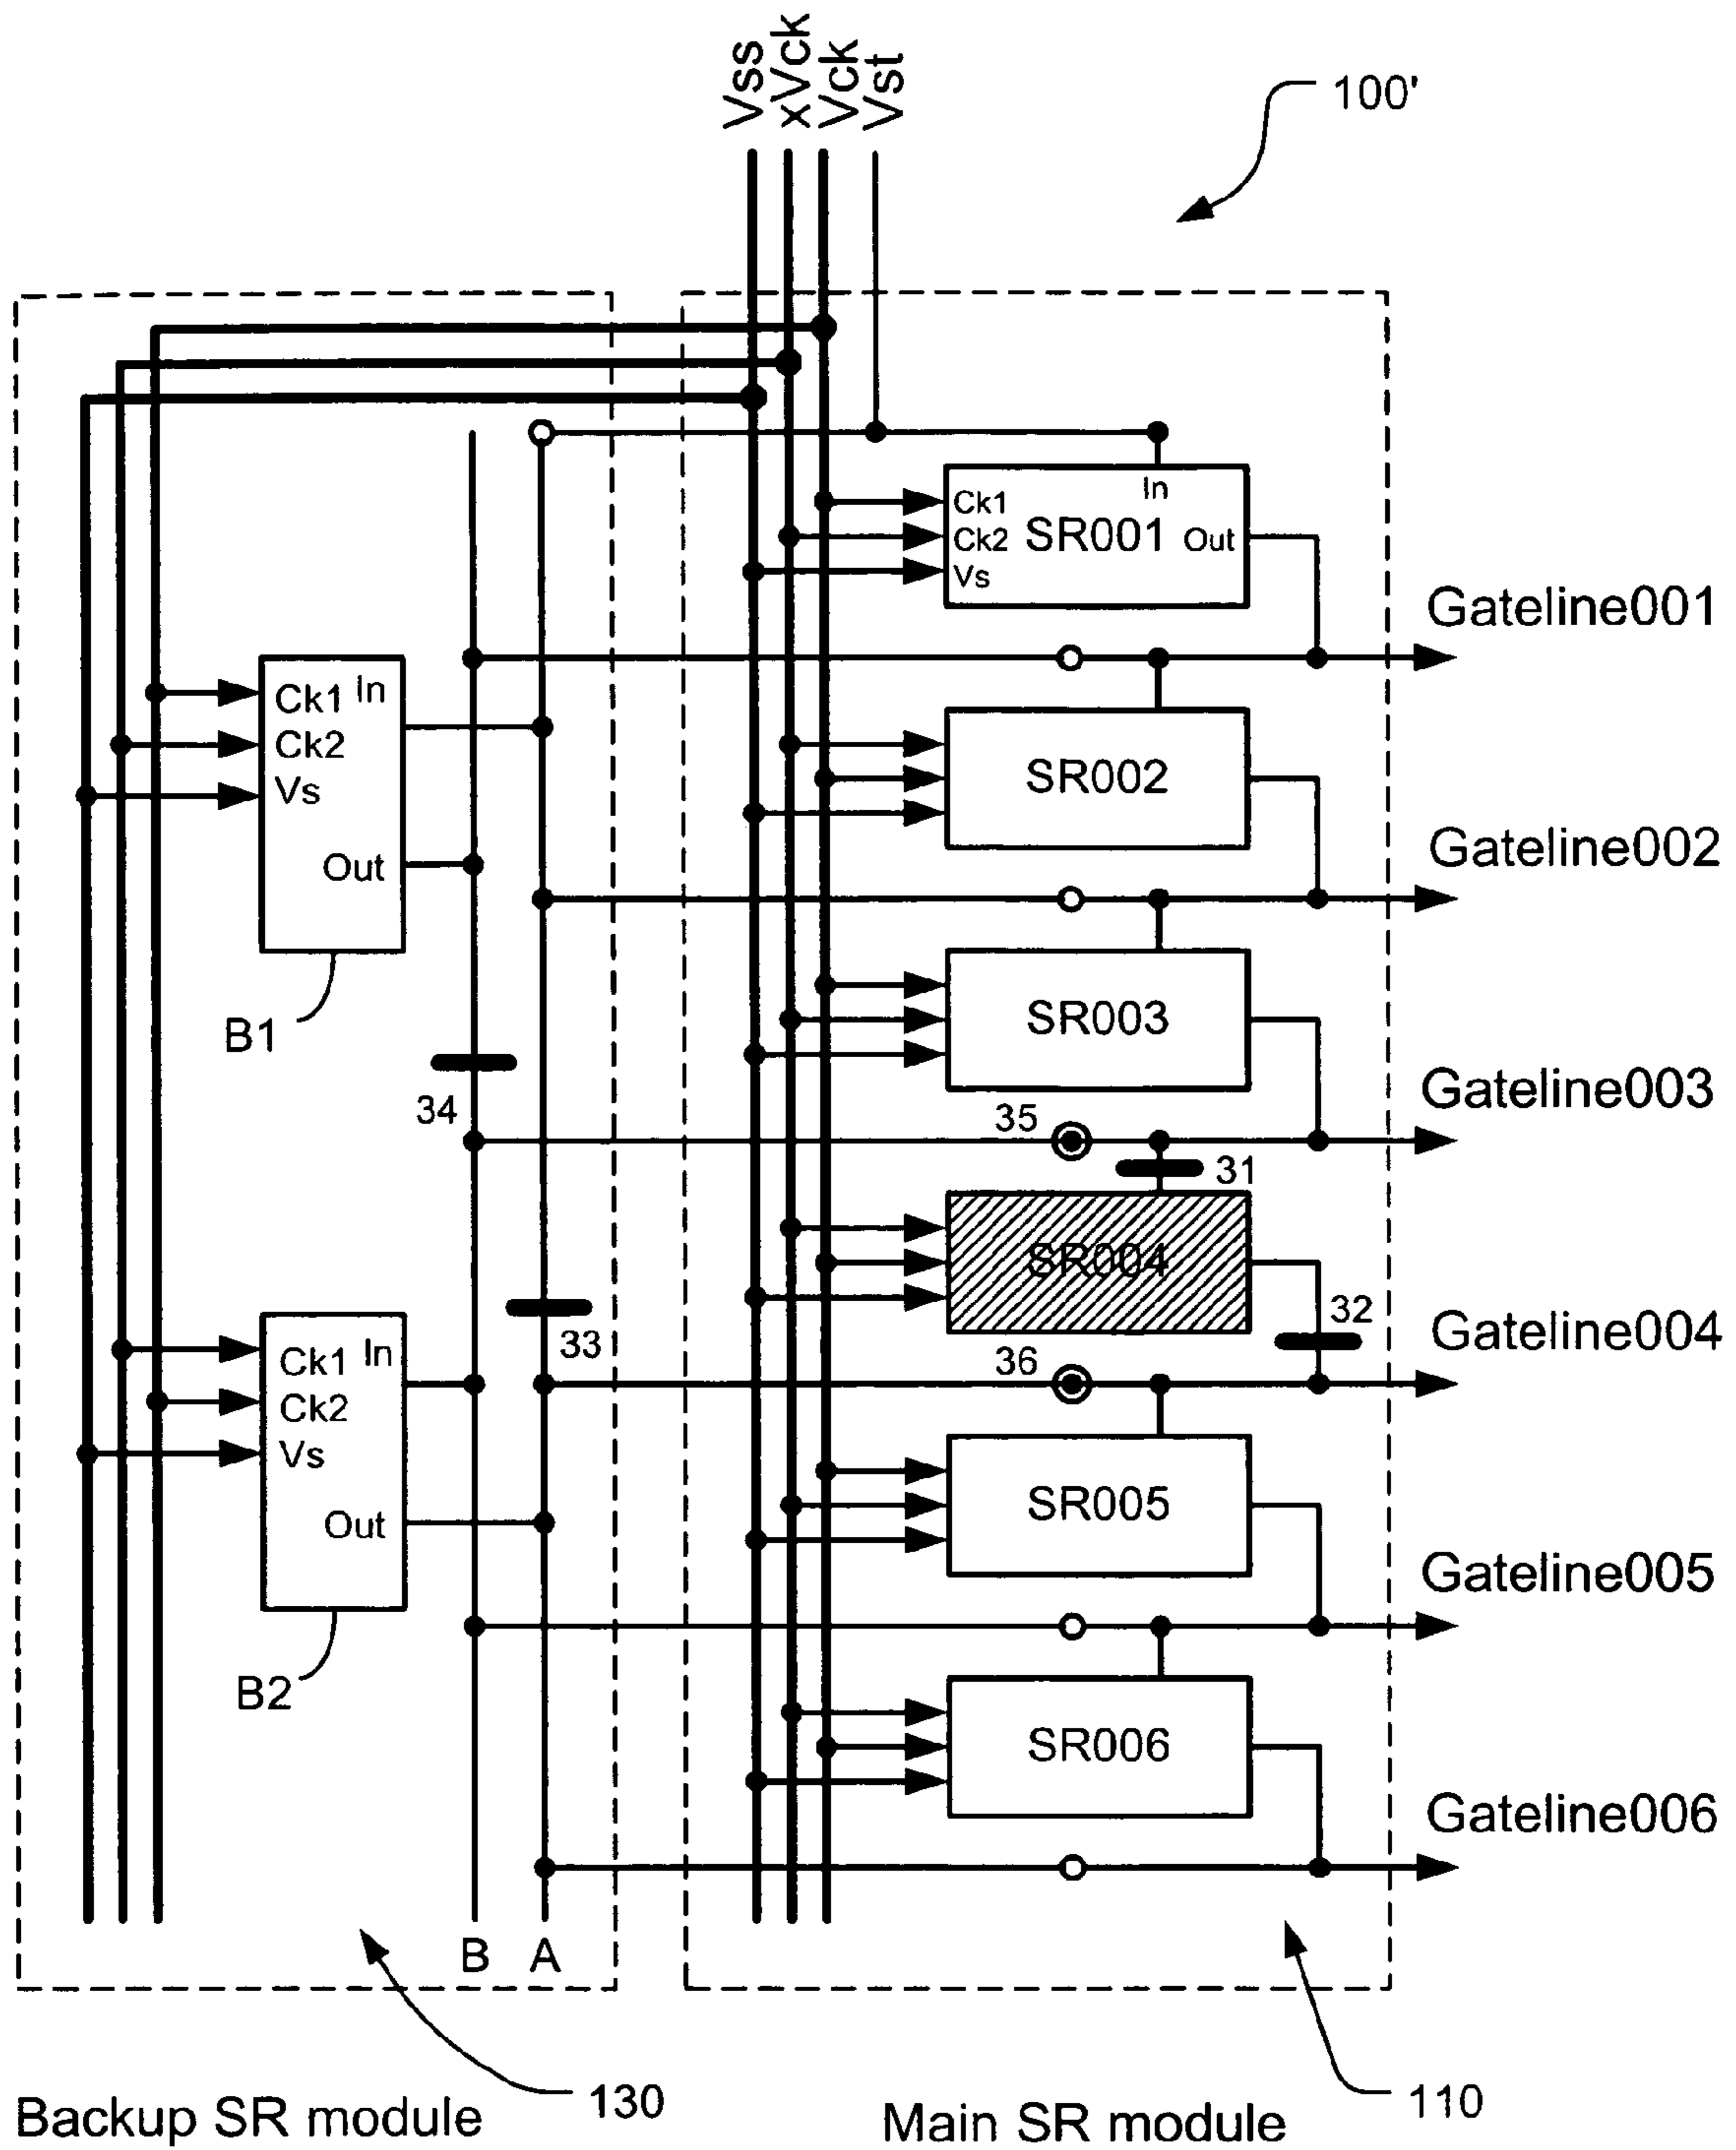 Vss
xVck
Vck
Vst
100'
In
Ck1
Ck2 SR001 Out
Vs
Gateline001
Ck1 In
Ck2
Vs
Out
B1
SR002
Gateline002
SR003
34
35
Gateline003
31
SR004
32
33
36
Gateline004
Ck1 In
Ck2
Vs
Out
B2
SR005
Gateline005
SR006
Gateline006
B A
130
110
Backup SR module
Main SR module